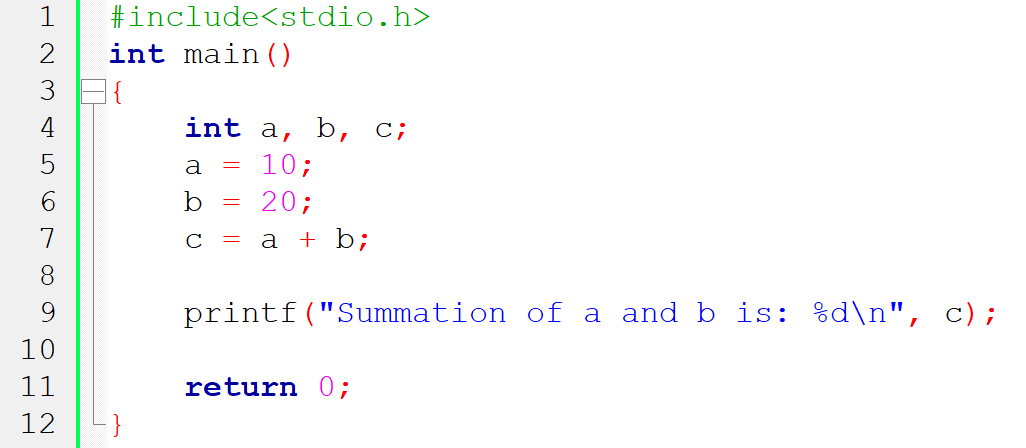 1 #include<stdio.h>
2 int main()
3 {
4 int a, b, c;
5 a = 10;
6 b = 20;
7 c = a + b;
8
9 printf("Summation of a and b is: %d\n", c);
10
11 return 0;
12 }